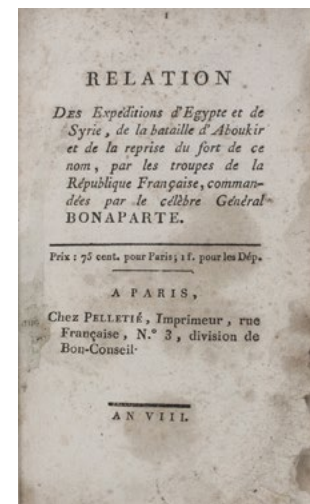 1
RELATION
DES Expéditions d'Egypte et de
Syrie, de la bataille d'Aboukir
et de la reprise du fort de ce
nom, par les troupes de la
République Française, comman-
dées par le célèbre Général
BONAPARTE.
Prix : 75 cent. pour Paris; 1 f. pour les Dép.
A PARIS,
Chez PELLETIÉ, Imprimeur, rue
Française, N.º 3, division de
Bon-Conseil.
AN VIII.